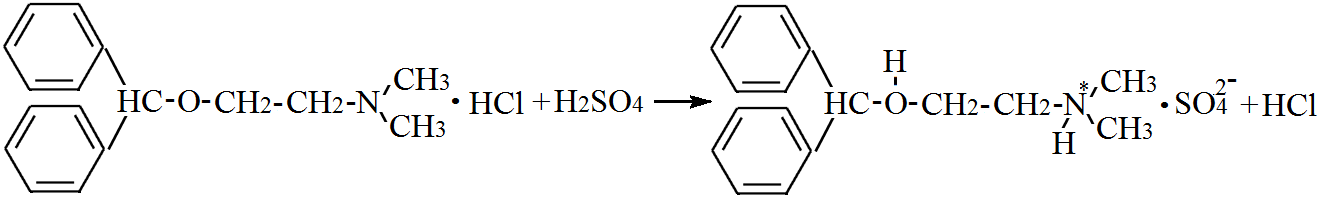 H
CH3 CH3
HC-O-CH2-CH2-N · HCl + H2SO4 → HC-O-CH2-CH2-N* · SO4 2- + HCl
CH3 H CH3